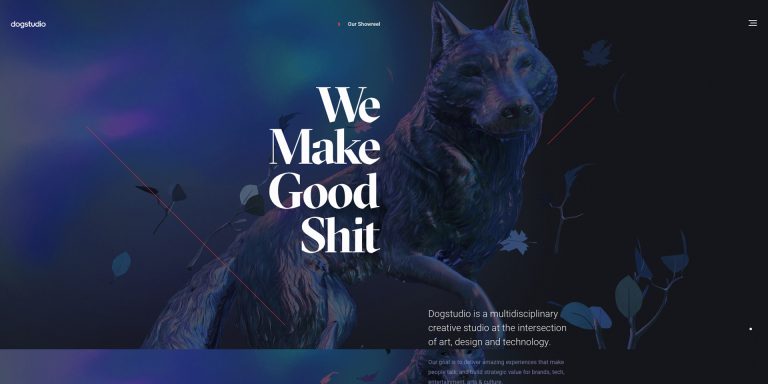 dogstudio
Our Showreel
We
Make
Good
Shit
Dogstudio is a multidisciplinary
creative studio at the intersection
of art, design and technology.
Our goal is to deliver amazing experiences that make
people talk, and build strategic value for brands, tech,
entertainment, arts & culture.